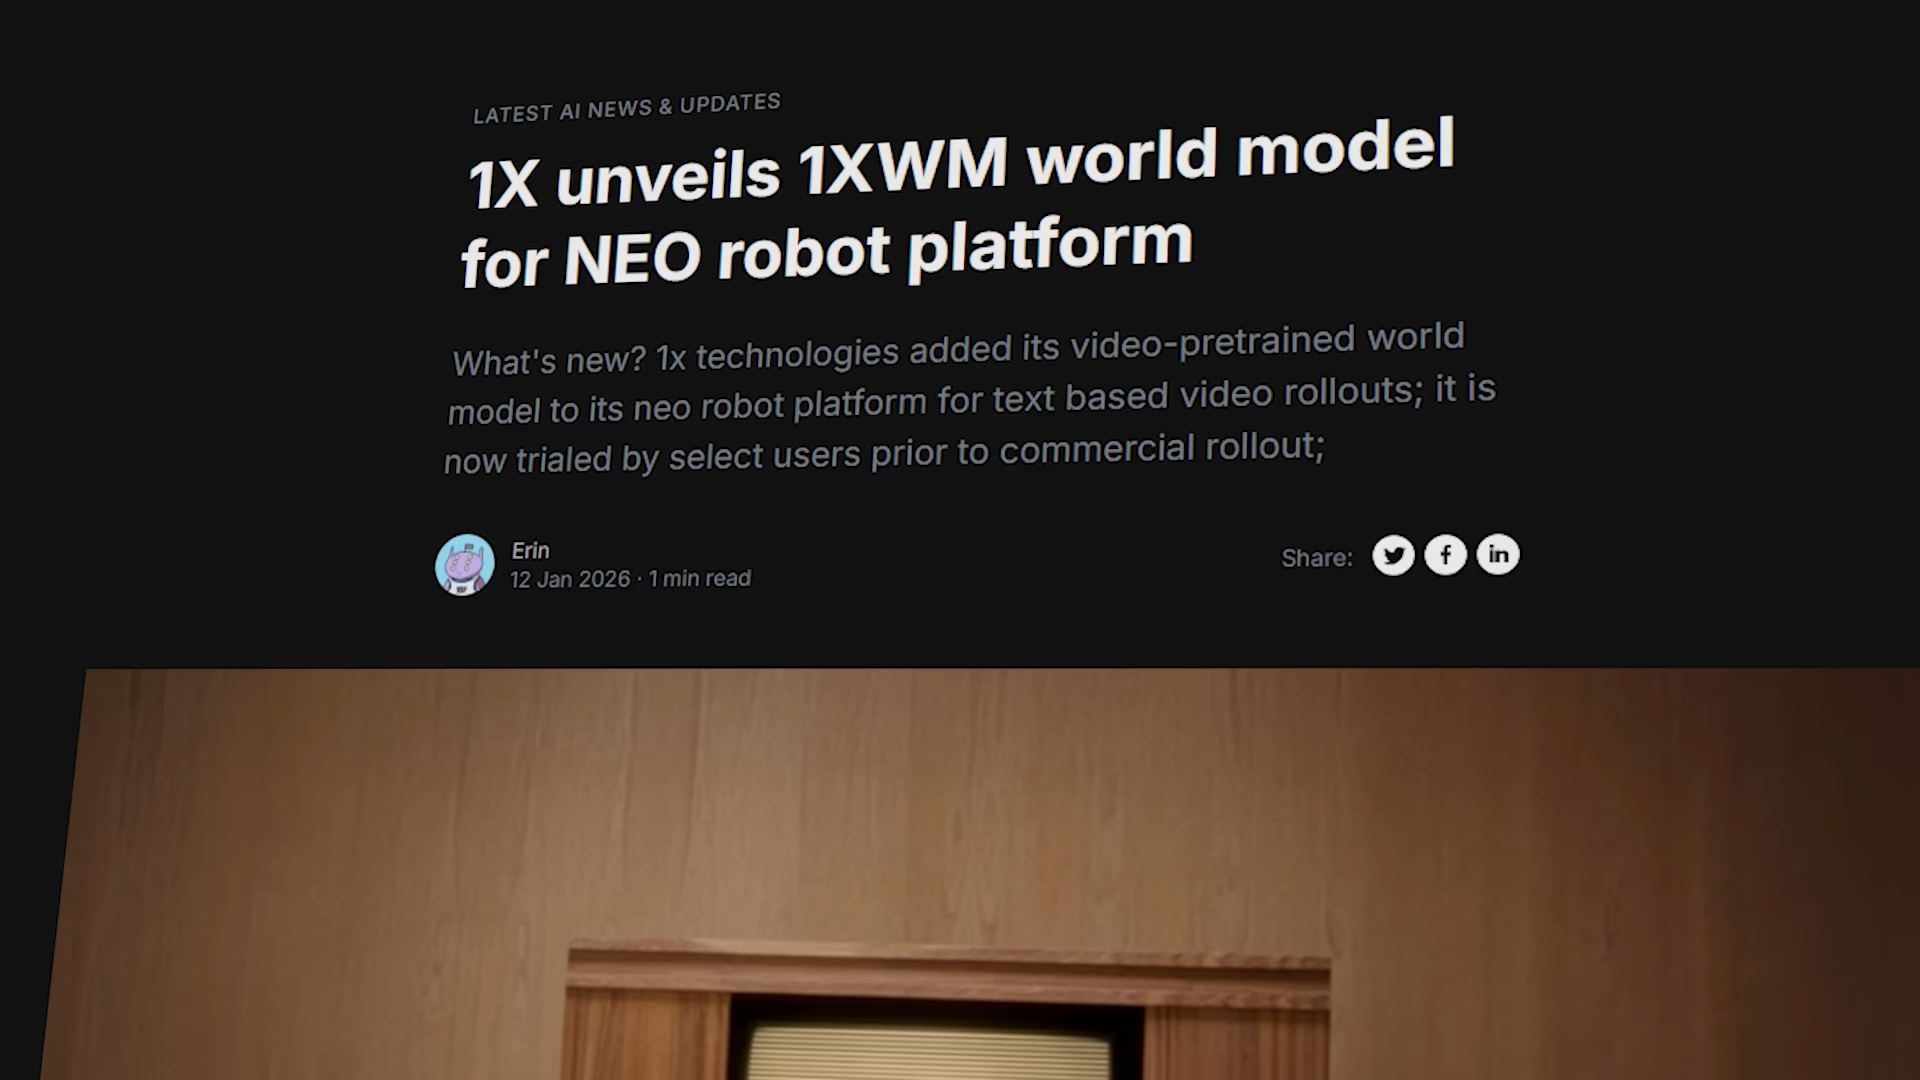 LATEST AI NEWS & UPDATES
1X unveils 1XWM world model
for NEO robot platform
What's new? 1x technologies added its video-pretrained world
model to its neo robot platform for text based video rollouts; it is
now trialed by select users prior to commercial rollout;
Erin
12 Jan 2026 · 1 min read
Share: